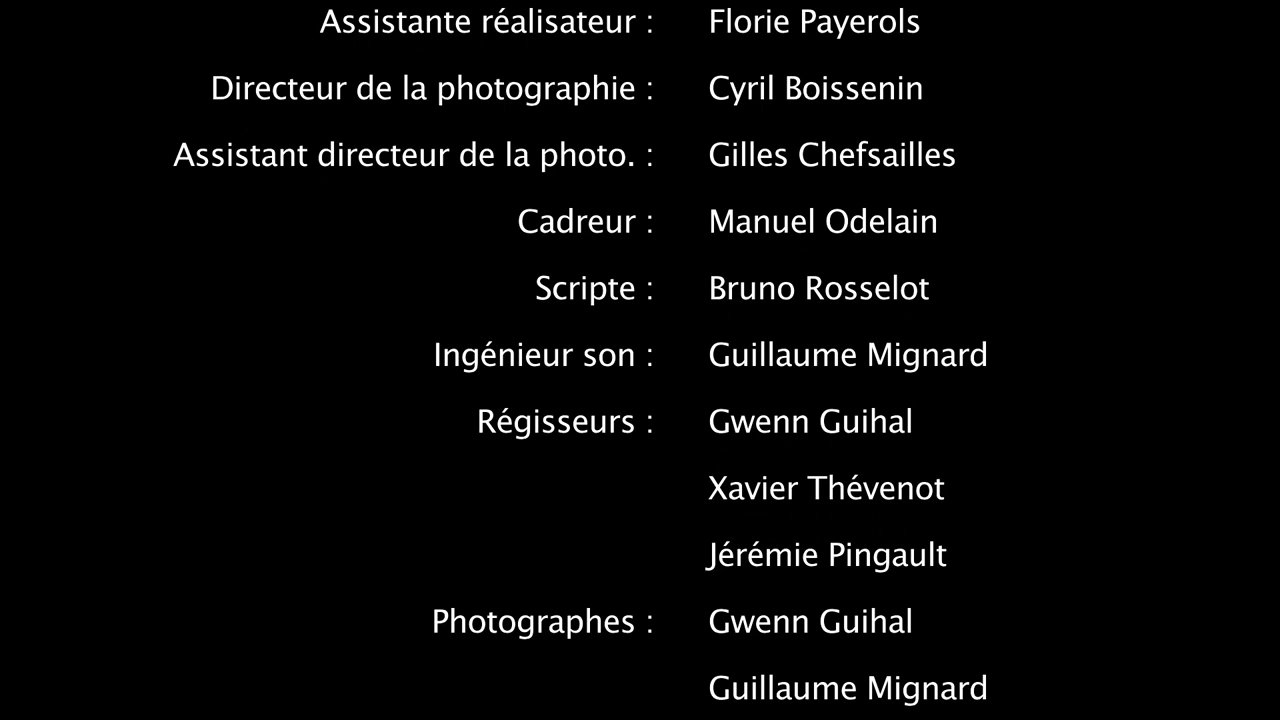 Assistante réalisateur : Florie Payerols
Directeur de la photographie : Cyril Boissenin
Assistant directeur de la photo. : Gilles Chefsailles
Cadreur : Manuel Odelain
Scripte : Bruno Rosselot
Ingénieur son : Guillaume Mignard
Régisseurs : Gwenn Guihal
Xavier Thévenot
Jérémie Pingault
Photographes : Gwenn Guihal
Guillaume Mignard